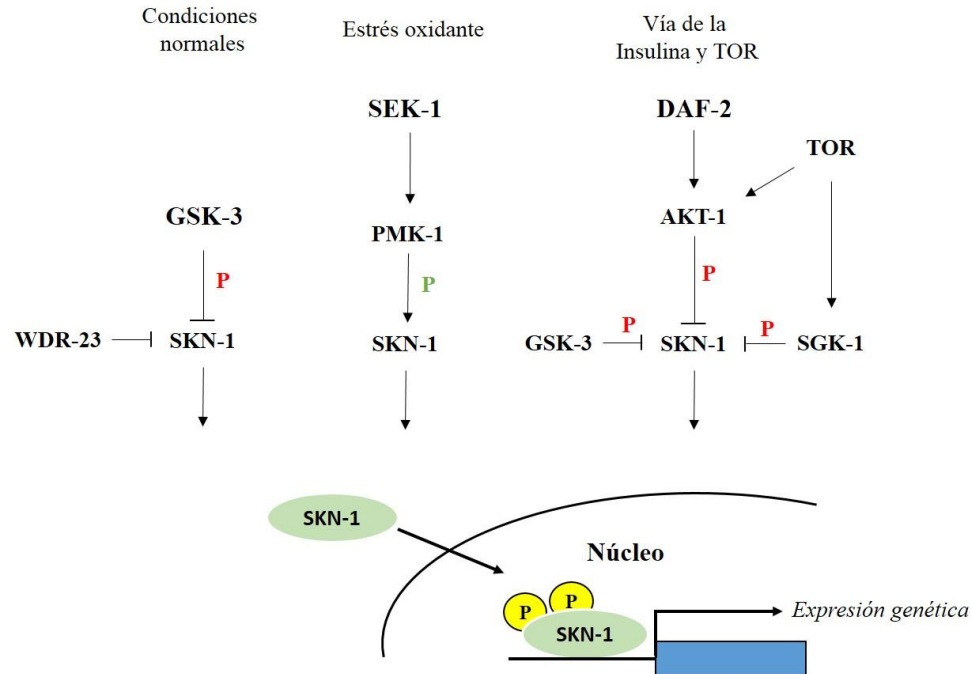 Condiciones
normales
Estrés oxidante
Vía de la
Insulina y TOR
SEK-1
DAF-2
TOR
GSK-3
PMK-1
AKT-1
P
P
P
WDR-23
SKN-1
SKN-1
GSK-3
P
SKN-1
P
SGK-1
SKN-1
Núcleo
P
P
SKN-1
Expresión genética